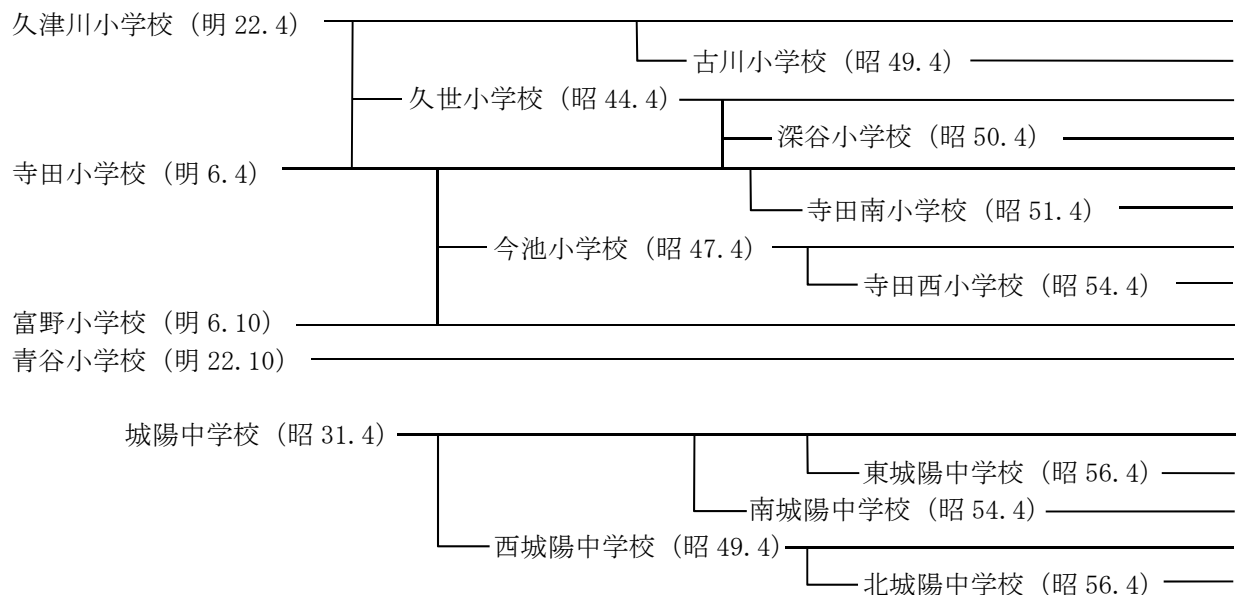 久津川小学校（明 22.4）
古川小学校（昭 49.4）
久世小学校（昭 44.4）
深谷小学校（昭 50.4）
寺田小学校（明 6.4）
寺田南小学校（昭 51.4）
今池小学校（昭 47.4）
寺田西小学校（昭 54.4）
富野小学校（明 6.10）
青谷小学校（明 22.10）
城陽中学校（昭 31.4）
東城陽中学校（昭 56.4）
南城陽中学校（昭 54.4）
西城陽中学校（昭 49.4）
北城陽中学校（昭 56.4）